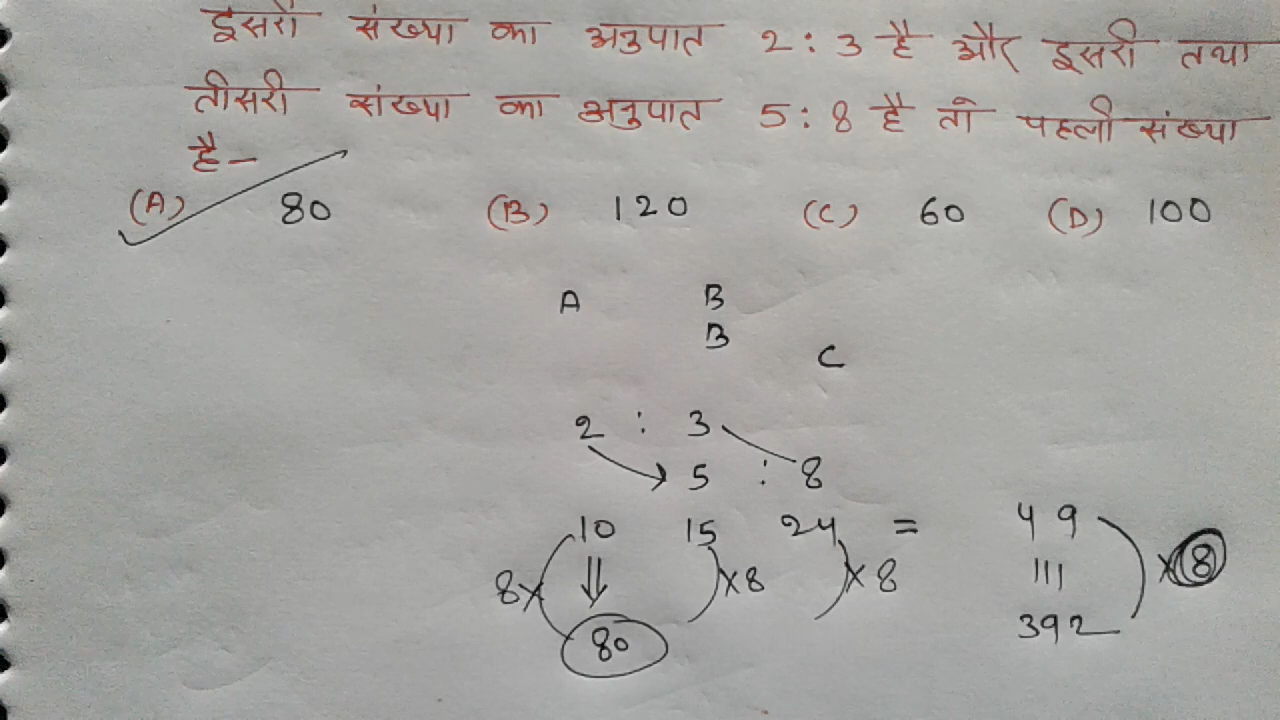 दूसरी संख्या का अनुपात 2 : 3 है और दूसरी तथा
तीसरी संख्या का अनुपात 5 : 8 है तो पहली संख्या
है –
(A) 80 (B) 120 (C) 60 (D) 100
A B
B
C
2 : 3
5 : 8
10 15 24 = 49
8x x8 x8 ||| x8
80 392